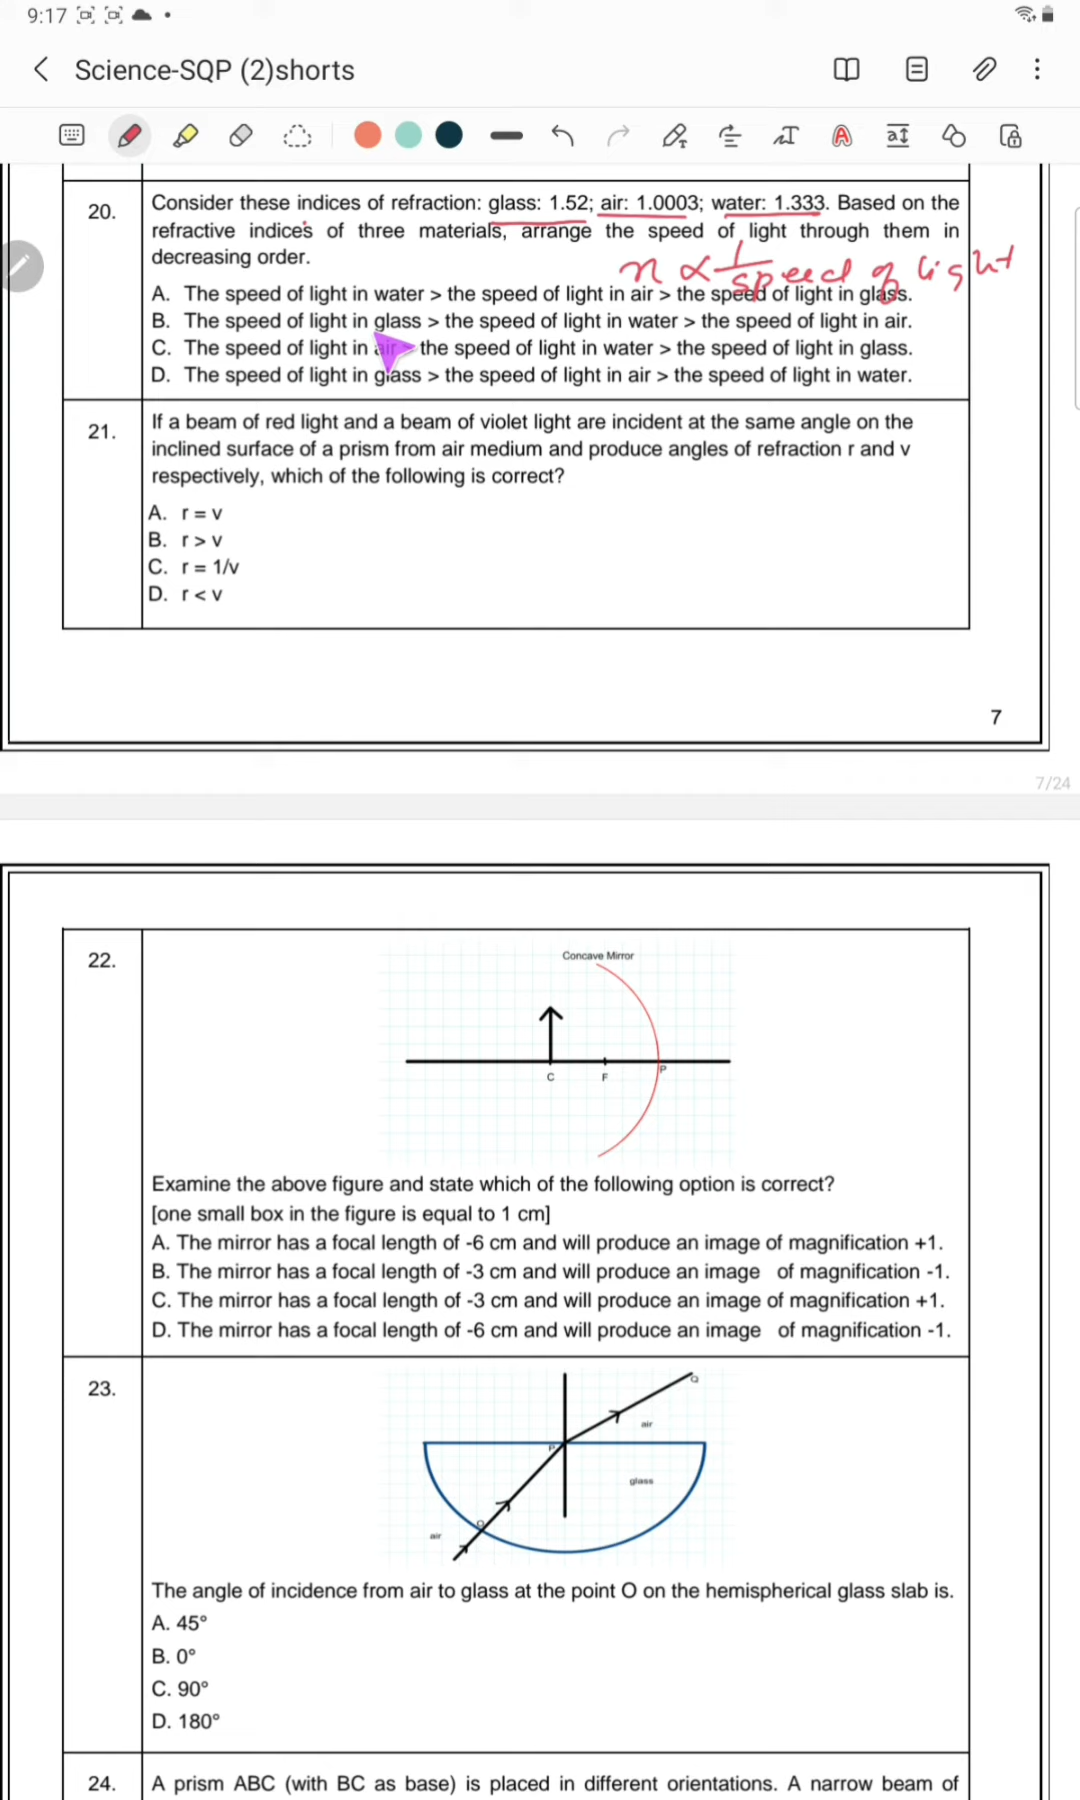 9:17
Science-SQP (2)shorts
20.
Consider these indices of refraction: glass: 1.52; air: 1.0003; water: 1.333. Based on the
refractive indices of three materials, arrange the speed of light through them in
decreasing order.
n ∝ 1/speed of light
A. The speed of light in water > the speed of light in air > the speed of light in glass.
B. The speed of light in glass > the speed of light in water > the speed of light in air.
C. The speed of light in air > the speed of light in water > the speed of light in glass.
D. The speed of light in glass > the speed of light in air > the speed of light in water.
21.
If a beam of red light and a beam of violet light are incident at the same angle on the
inclined surface of a prism from air medium and produce angles of refraction r and v
respectively, which of the following is correct?
A. r = v
B. r > v
C. r = 1/v
D. r < v
7
7/24
22.
Concave Mirror
C F P
Examine the above figure and state which of the following option is correct?
[one small box in the figure is equal to 1 cm]
A. The mirror has a focal length of -6 cm and will produce an image of magnification +1.
B. The mirror has a focal length of -3 cm and will produce an image of magnification -1.
C. The mirror has a focal length of -3 cm and will produce an image of magnification +1.
D. The mirror has a focal length of -6 cm and will produce an image of magnification -1.
23.
Q
air
P
glass
O
air
The angle of incidence from air to glass at the point O on the hemispherical glass slab is.
A. 45°
B. 0°
C. 90°
D. 180°
24.
A prism ABC (with BC as base) is placed in different orientations. A narrow beam of